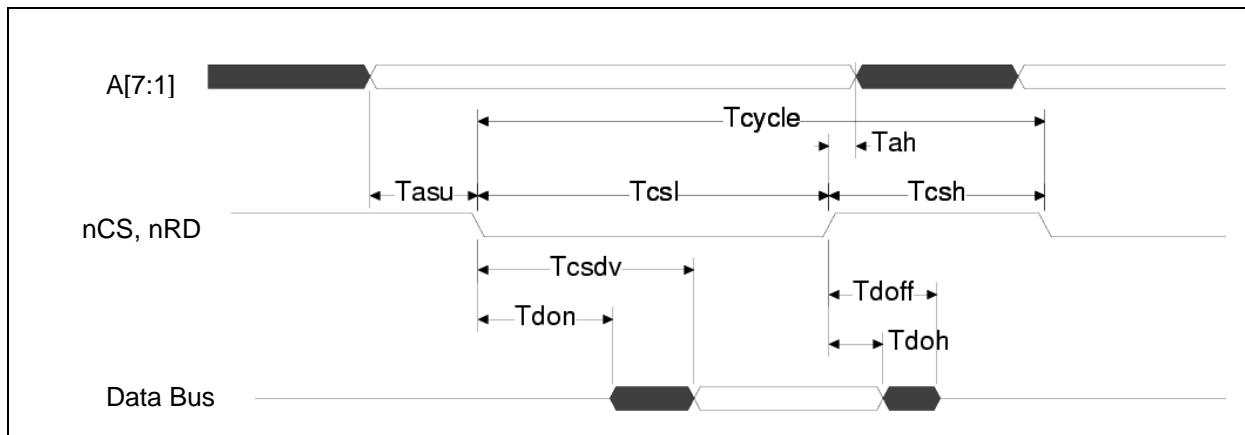 A[7:1]
Tcycle
Tah
Tasu
Tcsl
Tcsh
nCS, nRD
Tcsdv
Tdoff
Tdon
Tdoh
Data Bus